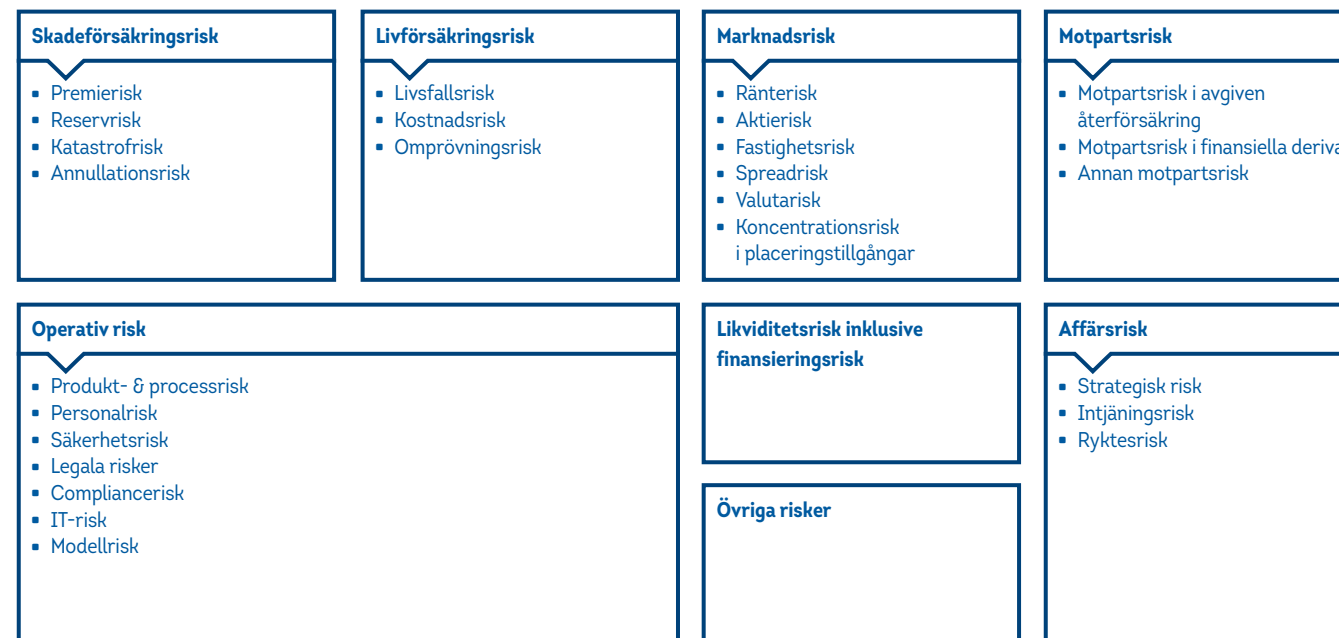 Skadeförsäkringsrisk
▪ Premierisk
▪ Reservrisk
▪ Katastrofrisk
▪ Annullationsrisk
Livförsäkringsrisk
▪ Livsfallsrisk
▪ Kostnadsrisk
▪ Omprövningsrisk
Marknadsrisk
▪ Ränterisk
▪ Aktierisk
▪ Fastighetsrisk
▪ Spreadrisk
▪ Valutarisk
▪ Koncentrationsrisk
i placeringstillgångar
Motpartsrisk
▪ Motpartsrisk i avgiven
återförsäkring
▪ Motpartsrisk i finansiella
▪ Annan motpartsrisk
Operativ risk
▪ Produkt- & processrisk
▪ Personalrisk
▪ Säkerhetsrisk
▪ Legala risker
▪ Compliancerisk
▪ IT-risk
▪ Modellrisk
Likviditetsrisk inklusive
finansieringsrisk
Övriga risker
Affärsrisk
▪ Strategisk risk
▪ Intjäningsrisk
▪ Ryktesrisk